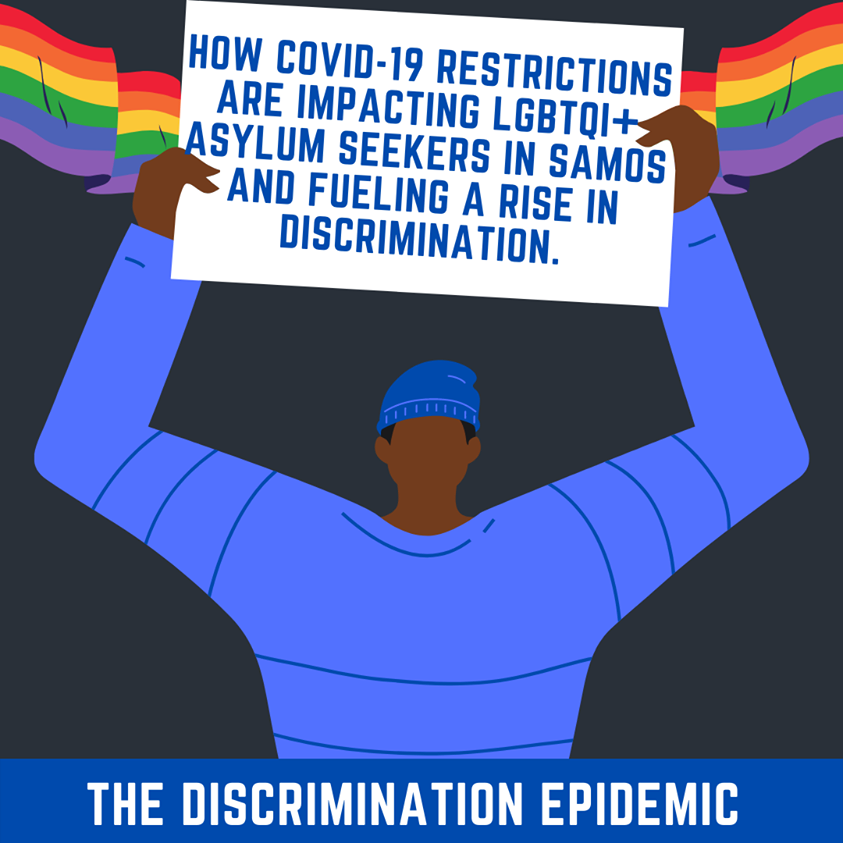 HOW COVID-19 RESTRICTIONS
ARE IMPACTING LGBTQI+
ASYLUM SEEKERS IN SAMOS
AND FUELING A RISE IN
DISCRIMINATION.
THE DISCRIMINATION EPIDEMIC